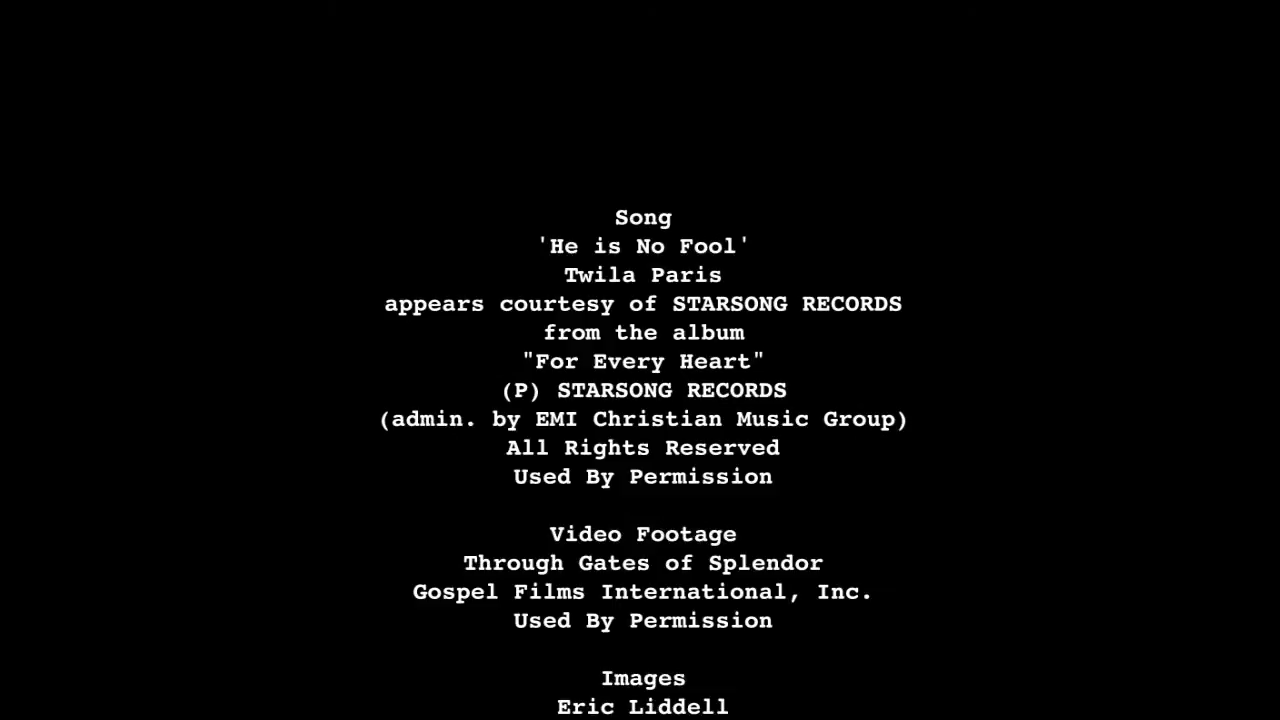 Song
'He is No Fool'
Twila Paris
appears courtesy of STARSONG RECORDS
from the album
"For Every Heart"
(P) STARSONG RECORDS
(admin. by EMI Christian Music Group)
All Rights Reserved
Used By Permission
Video Footage
Through Gates of Splendor
Gospel Films International, Inc.
Used By Permission
Images
Eric Liddell